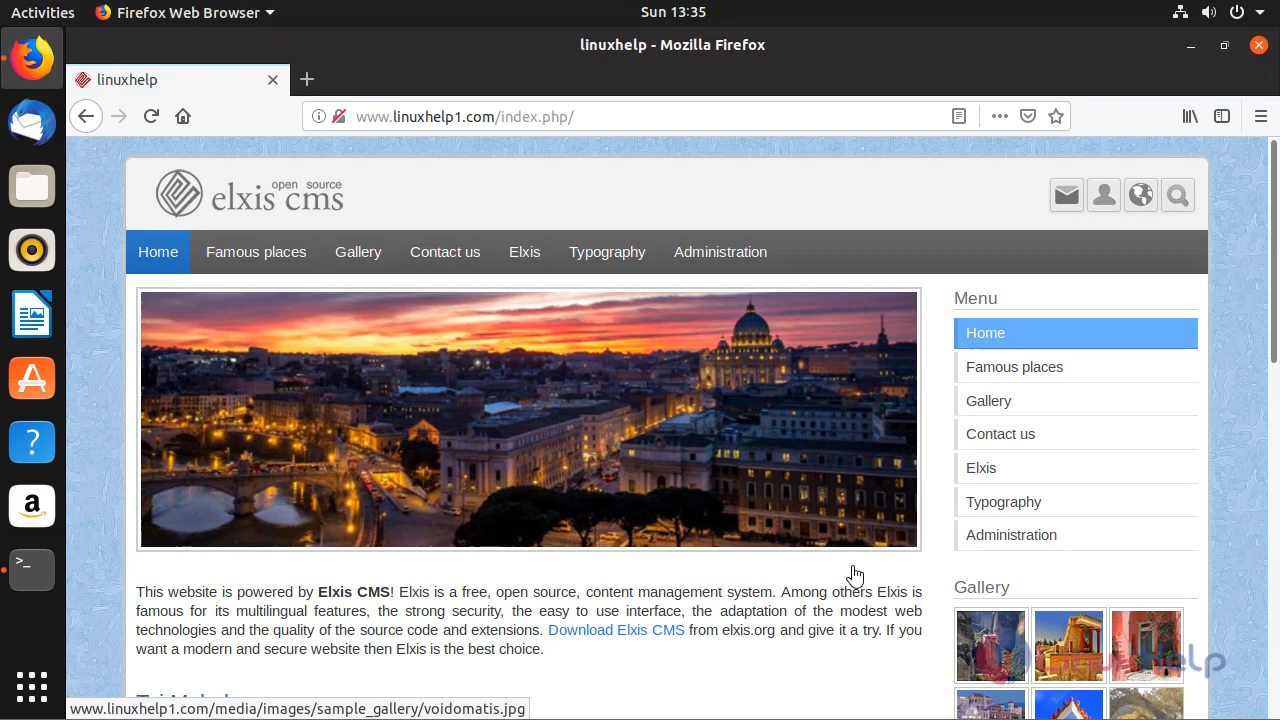 Activities
Firefox Web Browser
Sun 13:35
linuxhelp - Mozilla Firefox
linuxhelp
www.linuxhelp1.com/index.php/
elxis open source cms
Home
Famous places
Gallery
Contact us
Elxis
Typography
Administration
Menu
Home
Famous places
Gallery
Contact us
Elxis
Typography
Administration
This website is powered by Elxis CMS! Elxis is a free, open source, content management system. Among others Elxis is
famous for its multilingual features, the strong security, the easy to use interface, the adaptation of the modest web
technologies and the quality of the source code and extensions. Download Elxis CMS from elxis.org and give it a try. If you
want a modern and secure website then Elxis is the best choice.
Gallery
www.linuxhelp1.com/media/images/sample_gallery/voidomatis.jpg